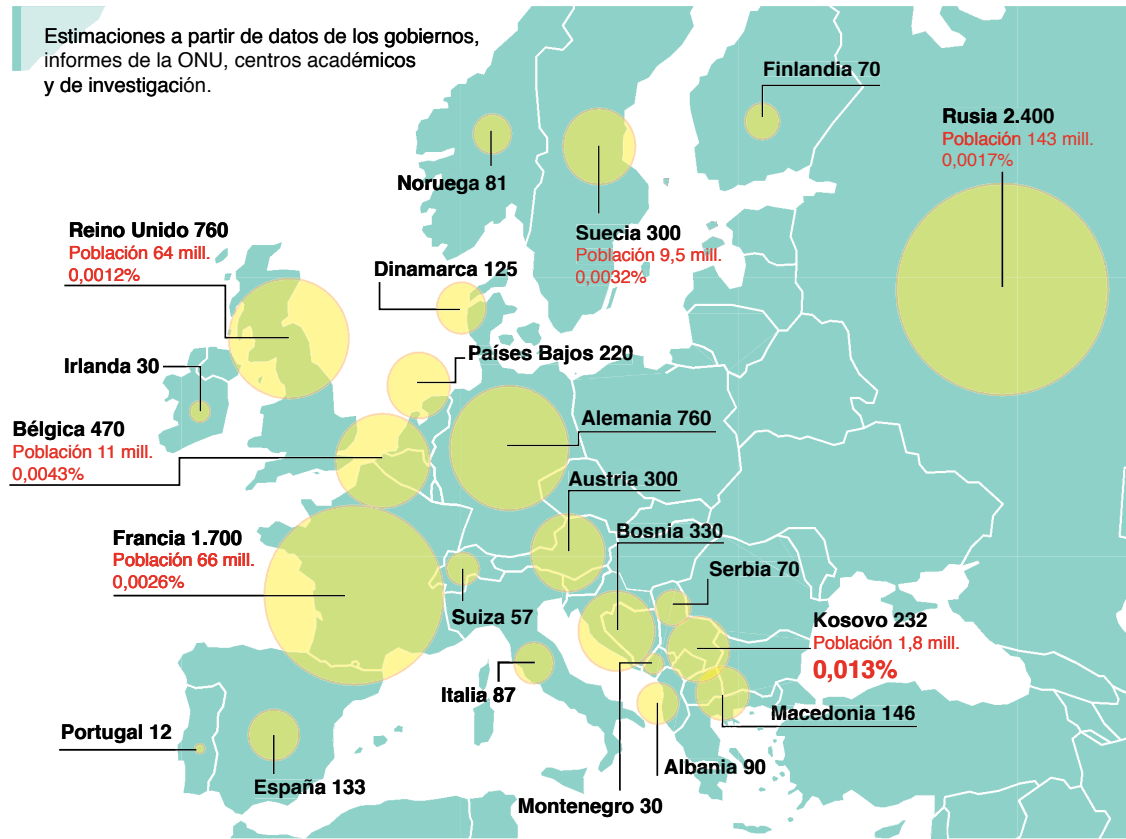 Estimaciones a partir de datos de los gobiernos,
informes de la ONU, centros académicos
y de investigación.
Finlandia 70
Rusia 2.400
Población 143 mill.
0,0017%
Noruega 81
Suecia 300
Población 9,5 mill.
0,0032%
Reino Unido 760
Población 64 mill.
0,0012%
Dinamarca 125
Países Bajos 220
Irlanda 30
Bélgica 470
Población 11 mill.
0,0043%
Alemania 760
Austria 300
Bosnia 330
Francia 1.700
Población 66 mill.
0,0026%
Serbia 70
Suiza 57
Kosovo 232
Población 1,8 mill.
0,013%
Italia 87
Macedonia 146
Portugal 12
Albania 90
España 133
Montenegro 30